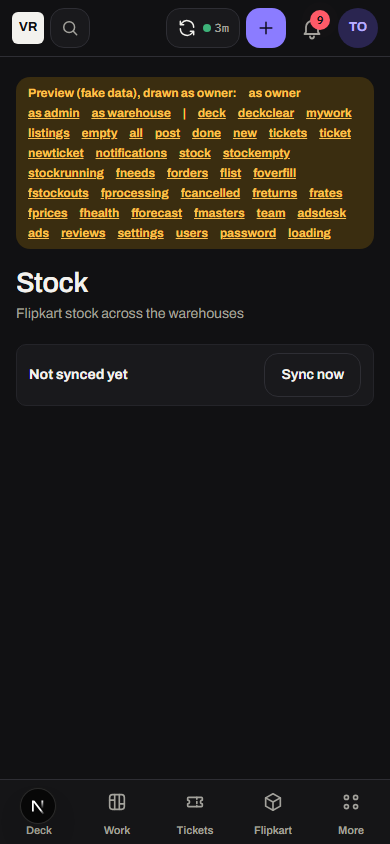 VR
3m
9
TO
Preview (fake data), drawn as owner: as owner
as admin as warehouse | deck deckclear mywork
listings empty all post done new tickets ticket
newticket notifications stock stockempty
stockrunning fneeds forders flist foverfill
fstockouts fprocessing fcancelled freturns frates
fprices fhealth fforecast fmasters team adsdesk
ads reviews settings users password loading
Stock
Flipkart stock across the warehouses
Not synced yet Sync now
N
Deck Work Tickets Flipkart More